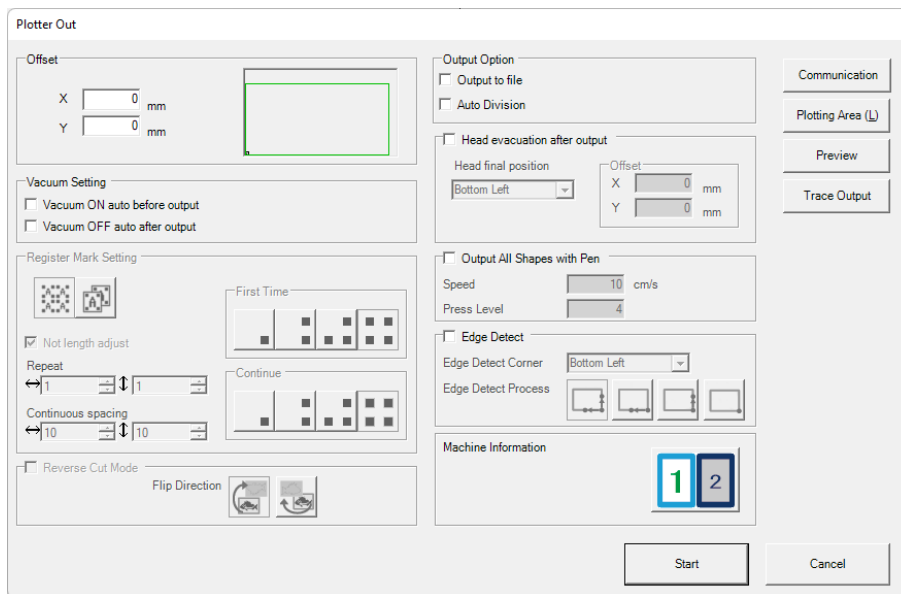 Plotter Out
Offset
X 0 mm
Y 0 mm
Vacuum Setting
Vacuum ON auto before output
Vacuum OFF auto after output
Register Mark Setting
First Time
Not length adjust
Repeat
1 1
Continue
Continuous spacing
10 10
Reverse Cut Mode
Flip Direction
Output Option
Output to file
Auto Division
Head evacuation after output
Head final position
Bottom Left
Offset
X 0 mm
Y 0 mm
Output All Shapes with Pen
Speed 10 cm/s
Press Level 4
Edge Detect
Edge Detect Corner Bottom Left
Edge Detect Process
Machine Information
1 2
Communication
Plotting Area (L)
Preview
Trace Output
Start Cancel